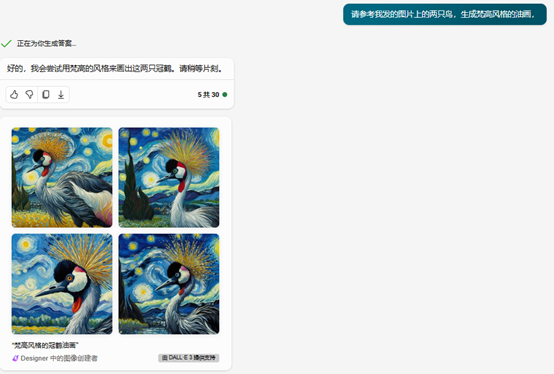 请参考我发的图片上的两只鸟，生成梵高风格的油画。
正在为你生成答案...
好的，我会尝试用梵高的风格来画出这两只冠鹤。请稍等片刻。
5 共 30
“梵高风格的冠鹤油画”
Designer 中的图像创建者
由 DALL·E 3 提供支持